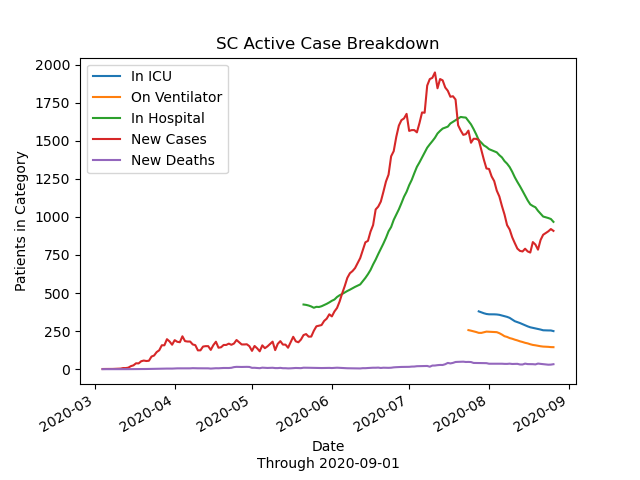 SC Active Case Breakdown
In ICU
On Ventilator
In Hospital
New Cases
New Deaths
Patients in Category
2000
1750
1500
1250
1000
750
500
250
0
2020-03
2020-04
2020-05
2020-06
2020-07
2020-08
2020-09
Date
Through 2020-09-01